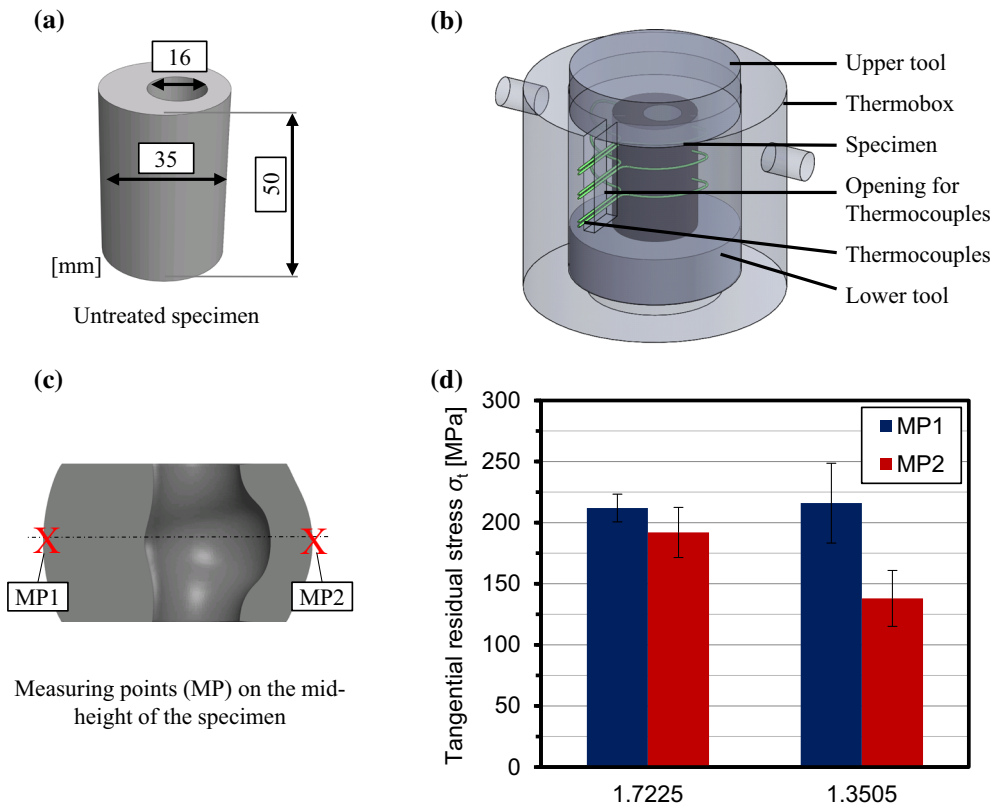 (a)
16
35
50
[mm]
Untreated specimen
(b)
Upper tool
Thermobox
Specimen
Opening for
Thermocouples
Thermocouples
Lower tool
(c)
X
X
MP1
MP2
Measuring points (MP) on the mid-
height of the specimen
(d)
Tangential residual stress σt [MPa]
300
250
200
150
100
50
0
MP1
MP2
1.7225
1.3505